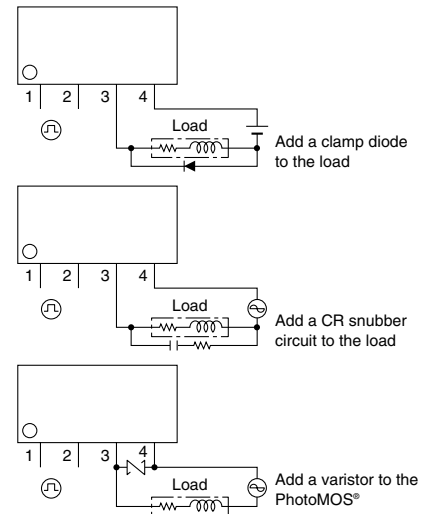 1 2 3 4
Load
Add a clamp diode
to the load
1 2 3 4
Load
Add a CR snubber
circuit to the load
1 2 3 4
Load
Add a varistor to the
PhotoMOS®